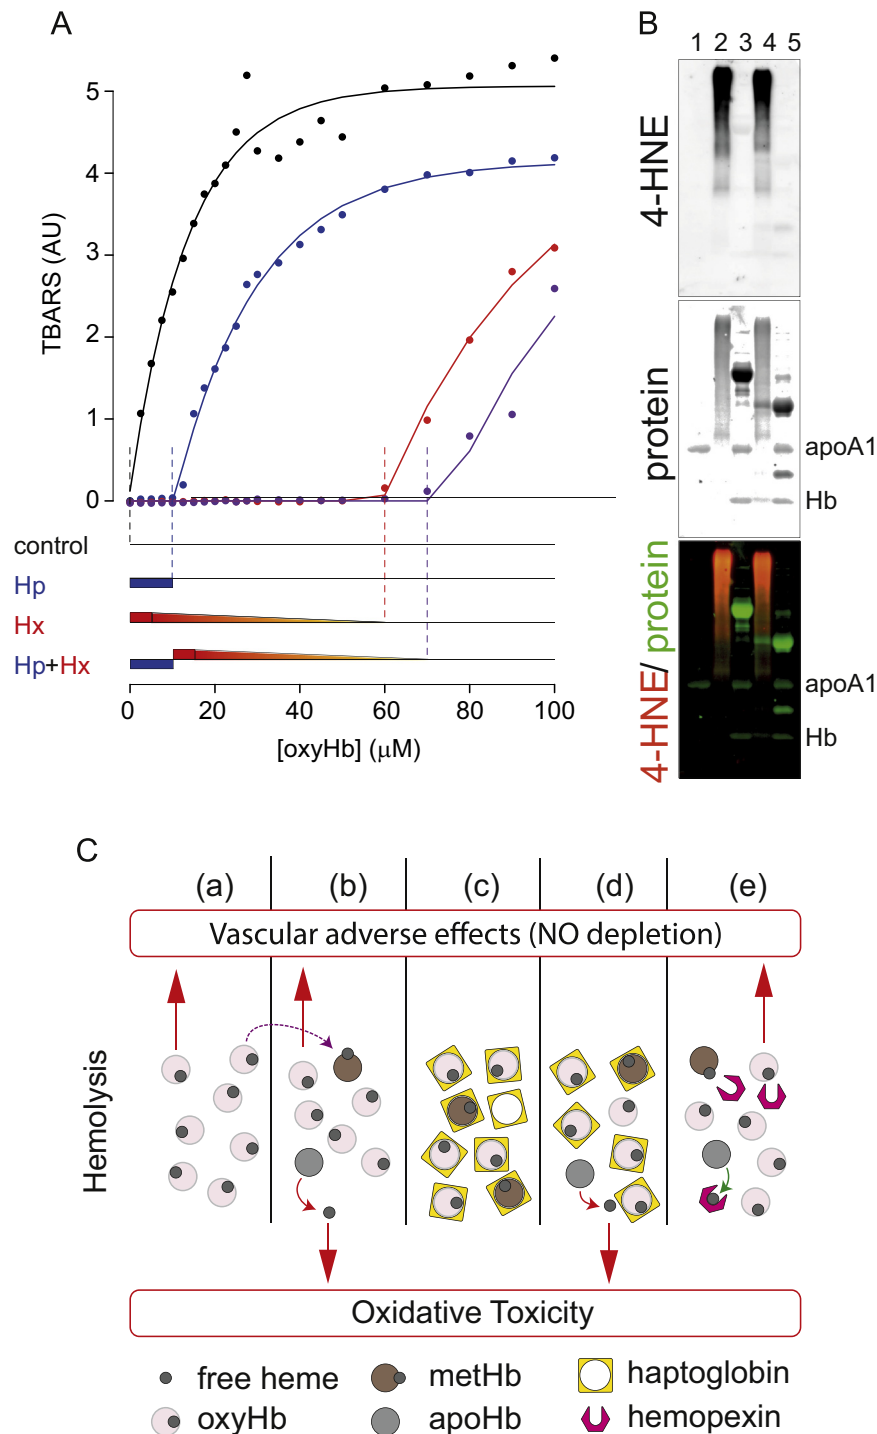 A
TBARS (AU)
5
4
3
2
1
0
control
Hp
Hx
Hp+Hx
0 20 40 60 80 100
[oxyHb] (μM)
B
1 2 3 4 5
4-HNE
protein
apoA1
Hb
4-HNE/ protein
apoA1
Hb
C
(a) (b) (c) (d) (e)
Vascular adverse effects (NO depletion)
Hemolysis
Oxidative Toxicity
free heme metHb haptoglobin
oxyHb apoHb hemopexin